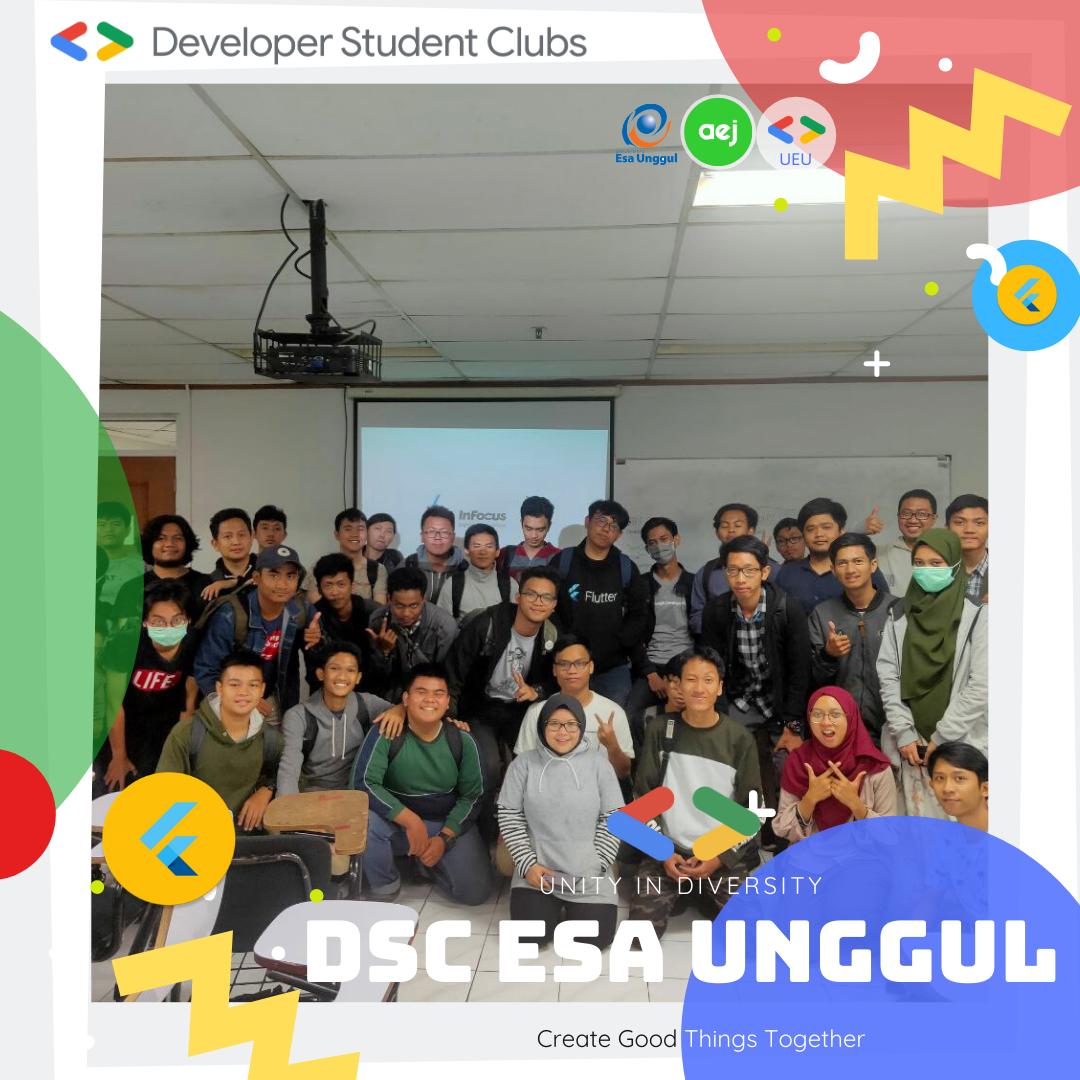 Developer Student Clubs
Esa Unggul
aej
UEU
InFocus
Flutter
LIFE
UNITY IN DIVERSITY
DSC ESA UNGGUL
Create Good Things Together